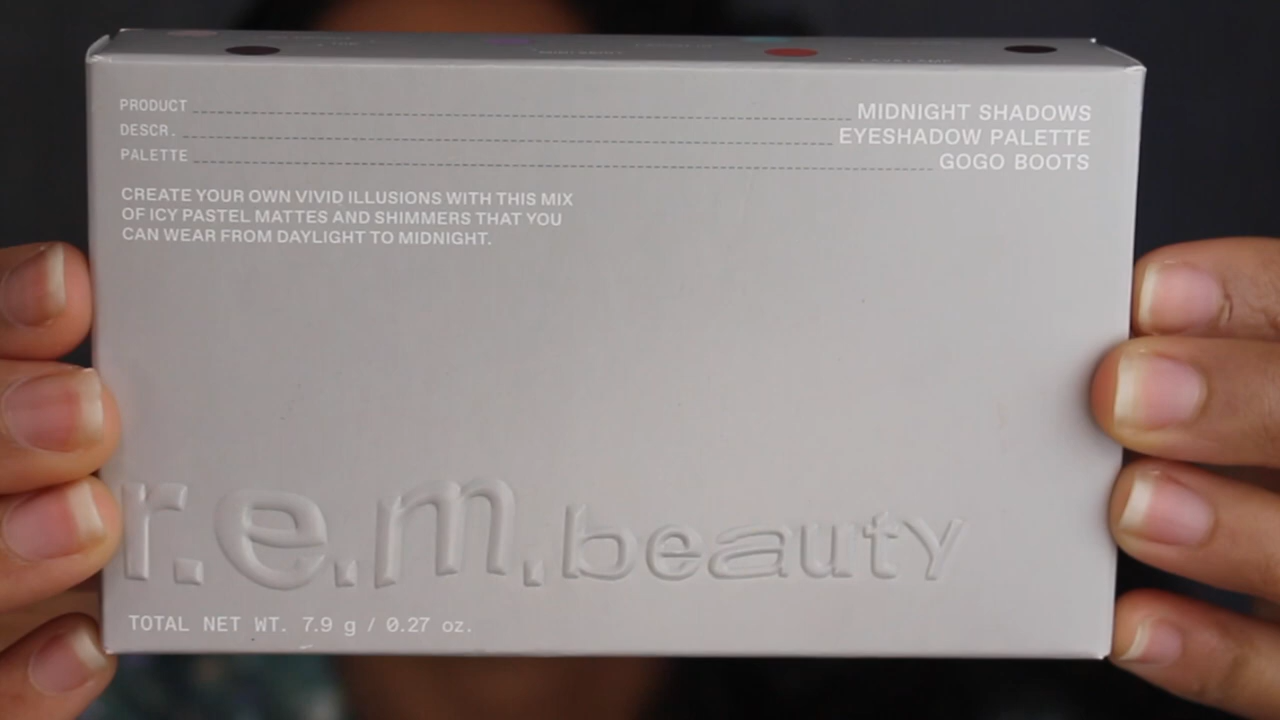 PRODUCT MIDNIGHT SHADOWS
DESCR. EYESHADOW PALETTE
PALETTE GOGO BOOTS
CREATE YOUR OWN VIVID ILLUSIONS WITH THIS MIX
OF ICY PASTEL MATTES AND SHIMMERS THAT YOU
CAN WEAR FROM DAYLIGHT TO MIDNIGHT.
r.e.m.beauty
TOTAL NET WT. 7.9 g / 0.27 oz.